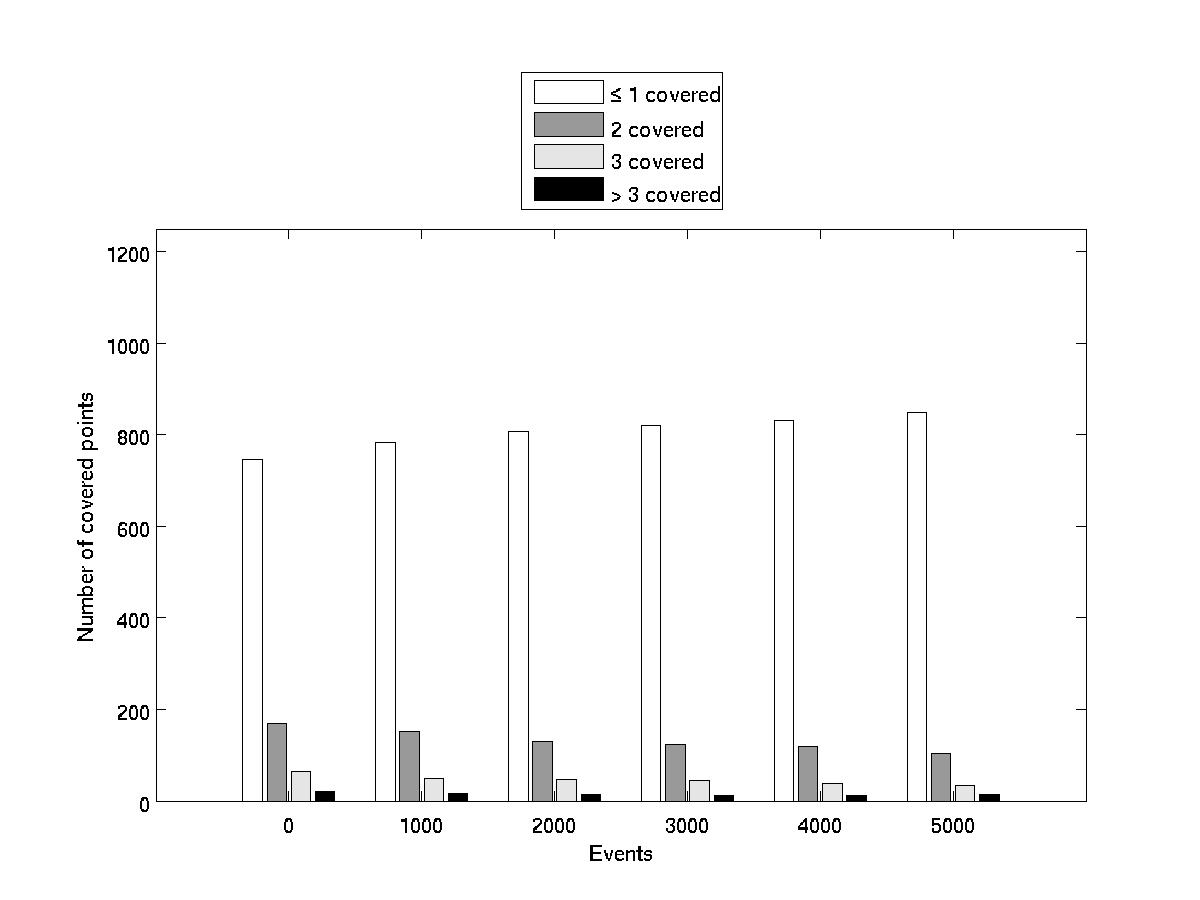 ≤ 1 covered
2 covered
3 covered
> 3 covered
1200
1000
800
600
400
200
0
Number of covered points
0 1000 2000 3000 4000 5000
Events